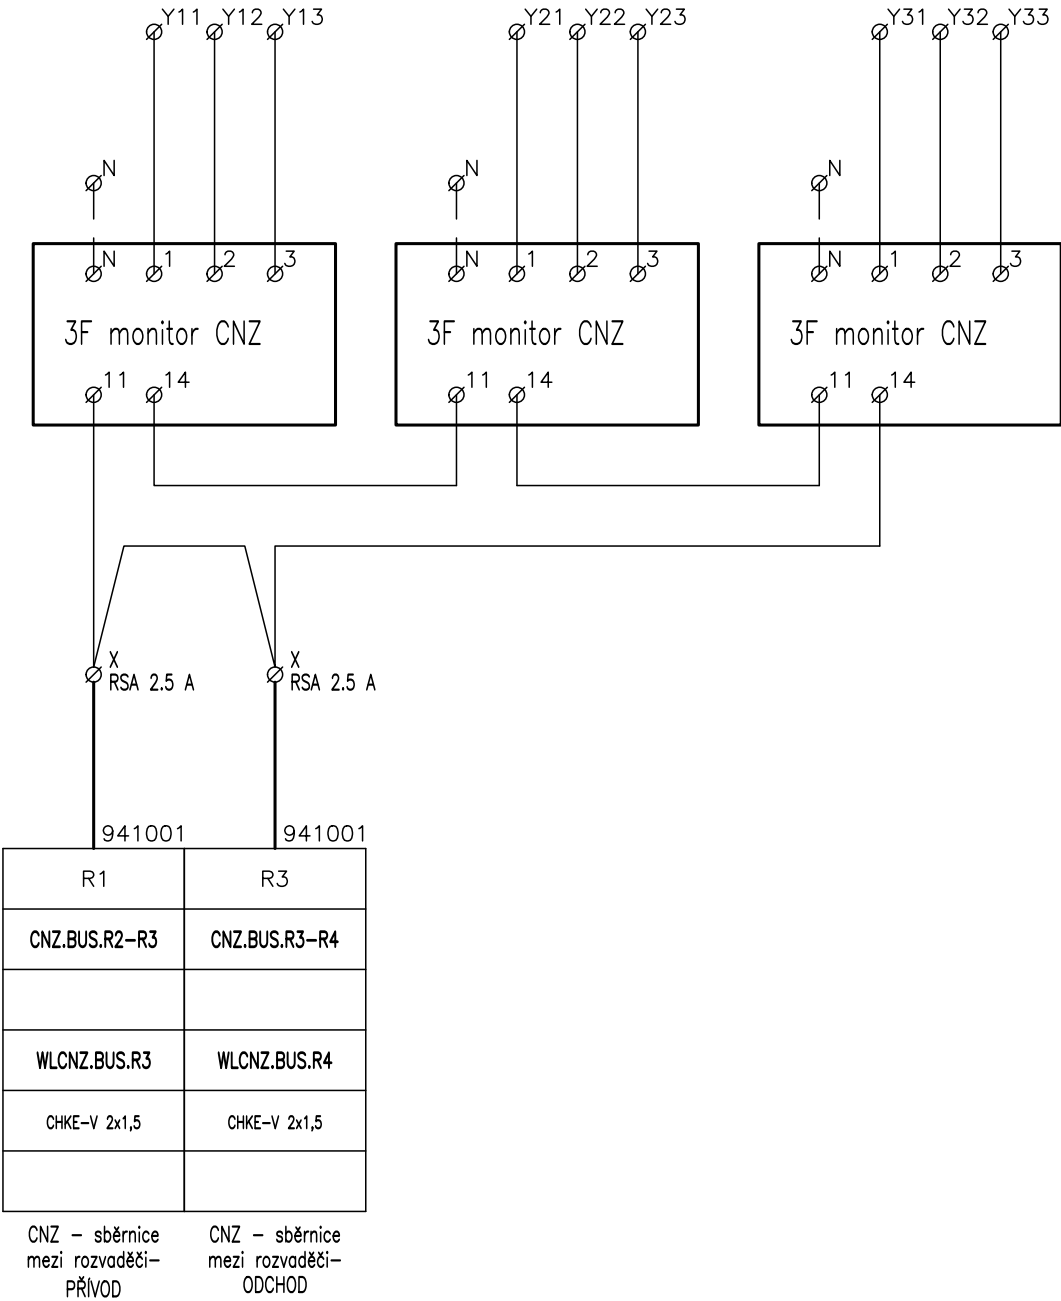 Y11 Y12 Y13 Y21 Y22 Y23 Y31 Y32 Y33
N N N
N 1 2 3 N 1 2 3 N 1 2 3
3F monitor CNZ 3F monitor CNZ 3F monitor CNZ
11 14 11 14 11 14
X X
RSA 2.5 A RSA 2.5 A
941001 941001
R1 R3
CNZ.BUS.R2-R3 CNZ.BUS.R3-R4
WLCNZ.BUS.R3 WLCNZ.BUS.R4
CHKE-V 2x1,5 CHKE-V 2x1,5
CNZ - sběrnice CNZ - sběrnice
mezi rozvaděči- mezi rozvaděči-
PŘÍVOD ODCHOD